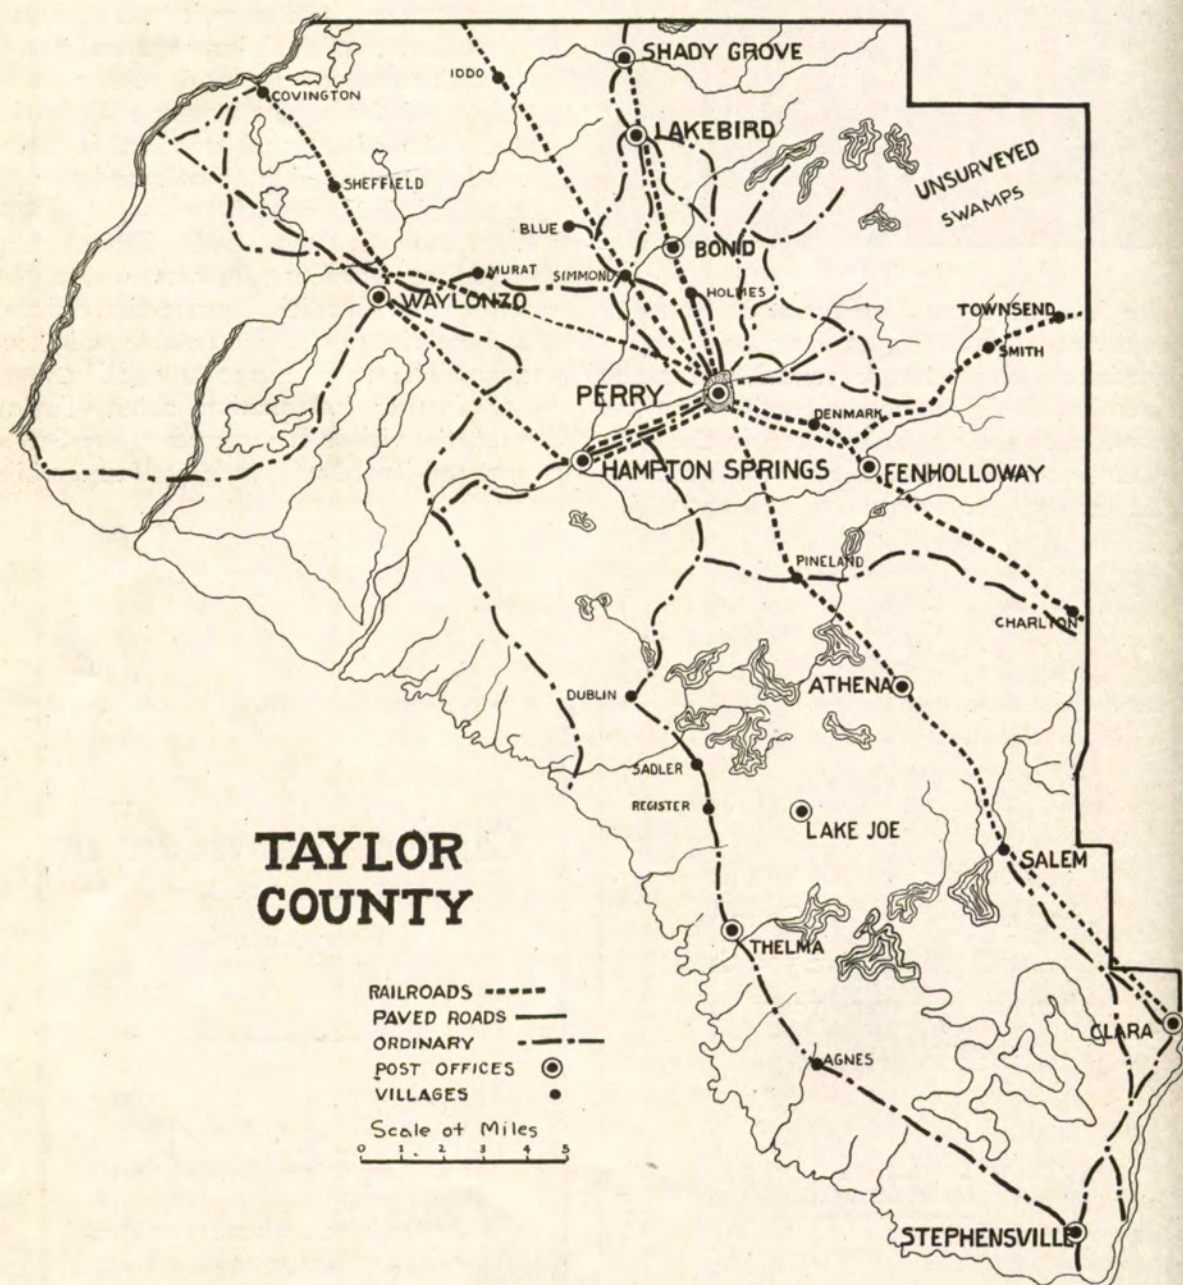 SHADY GROVE
IDDO
COVINGTON
LAKEBIRD
UNSURVEYED
SWAMPS
SHEFFIELD
BLUE
BOND
MURAT
SIMMONDS
HOLMES
WAYLONZO
TOWNSEND
SMITH
PERRY
DENMARK
HAMPTON SPRINGS
FENHOLLOWAY
PINELAND
CHARLTON
ATHENA
DUBLIN
SADLER
REGISTER
LAKE JOE
TAYLOR
COUNTY
SALEM
THELMA
RAILROADS
PAVED ROADS
ORDINARY
POST OFFICES
VILLAGES
Scale of Miles
0 1 2 3 4 5
CLARA
AGNES
STEPHENSVILLE